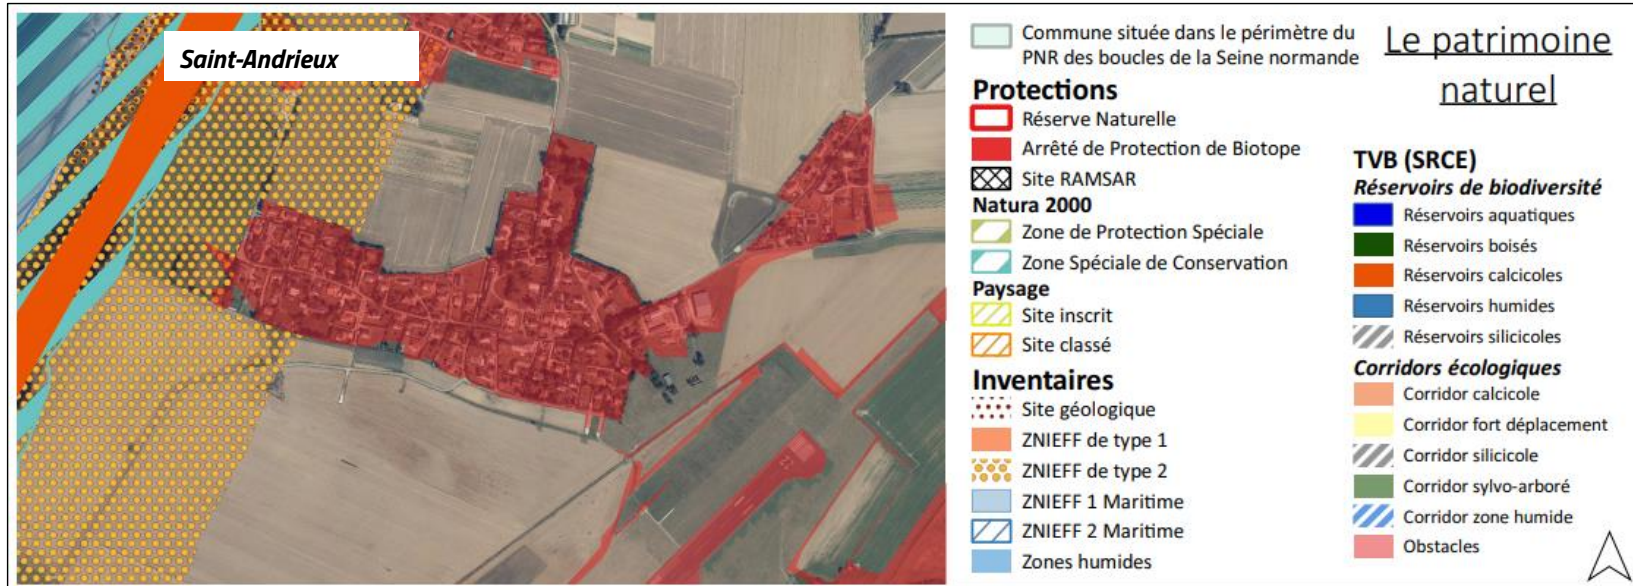 Saint-Andrieux
Commune située dans le périmètre du
PNR des boucles de la Seine normande
Protections
Réserve Naturelle
Arrêté de Protection de Biotope
Site RAMSAR
Natura 2000
Zone de Protection Spéciale
Zone Spéciale de Conservation
Paysage
Site inscrit
Site classé
Inventaires
Site géologique
ZNIEFF de type 1
ZNIEFF de type 2
ZNIEFF 1 Maritime
ZNIEFF 2 Maritime
Zones humides
Le patrimoine
naturel
TVB (SRCE)
Réservoirs de biodiversité
Réservoirs aquatiques
Réservoirs boisés
Réservoirs calcicoles
Réservoirs humides
Réservoirs silicicoles
Corridors écologiques
Corridor calcicole
Corridor fort déplacement
Corridor silicicole
Corridor sylvo-arboré
Corridor zone humide
Obstacles